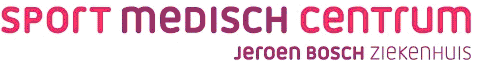 SPORT MEDISCH CENTRUM
JEROEN BOSCH ZIEKENHUIS